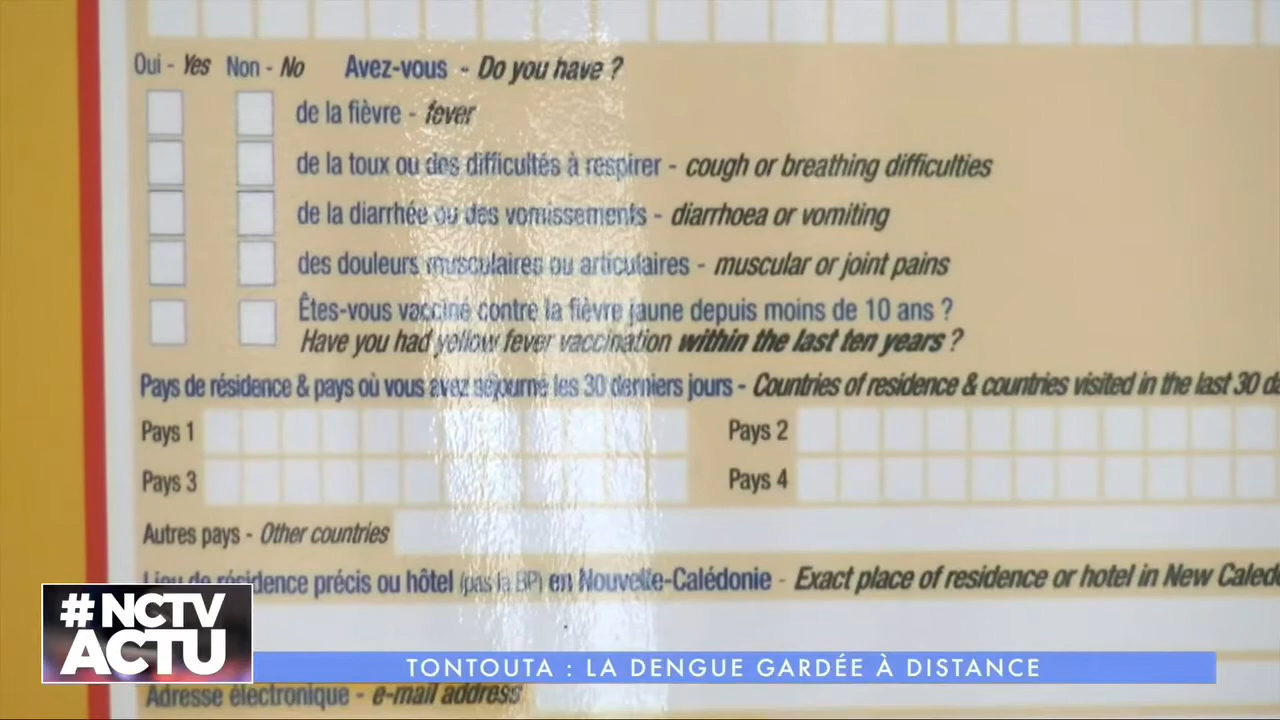 Oui - Yes Non - No Avez-vous - Do you have ?
de la fièvre - fever
de la toux ou des difficultés à respirer - cough or breathing difficulties
de la diarrhée ou des vomissements - diarrhoea or vomiting
des douleurs musculaires ou articulaires - muscular or joint pains
Êtes-vous vacciné contre la fièvre jaune depuis moins de 10 ans ?
Have you had yellow fever vaccination within the last ten years ?
Pays de résidence & pays où vous avez séjourné les 30 derniers jours - Countries of residence & countries visited in the last 30
Pays 1 Pays 2
Pays 3 Pays 4
Autres pays - Other countries
Lieu de résidence précis ou hôtel (pas la BP) en Nouvelle-Calédonie - Exact place of residence or hotel in New
#NCTV
ACTU
TONTOUTA : LA DENGUE GARDÉE À DISTANCE
Adresse électronique - e-mail address